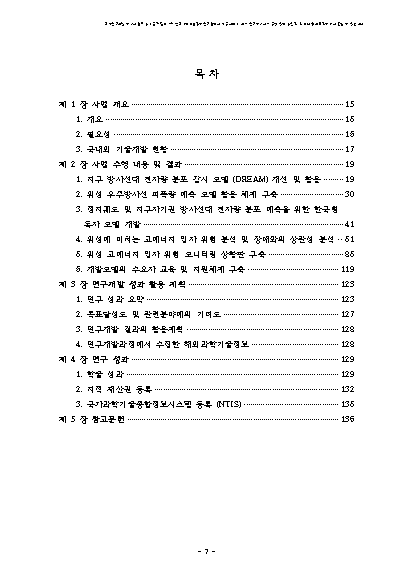 목 차
제 1 장 사업 개요 15
1. 개요 15
2. 필요성 16
3. 국내외 기술개발 현황 17
제 2 장 사업 수행 내용 및 결과 19
1. 지구 방사선대 전자량 분포 감시 모델 (DREAM) 개선 및 활용 19
2. 위성 우주방사선 피폭량 예측 모델 활용 체계 구축 30
3. 정지궤도 및 지구자기권 방사선대 전자량 분포 예측을 위한 한국형
독자 모델 개발 41
4. 위성에 미치는 고에너지 입자 위험 분석 및 장애와의 상관성 분석 51
5. 위성 고에너지 입자 위험 모니터링 상황판 구축 85
6. 개발모델의 수요자 교육 및 지원체계 구축 119
제 3 장 연구개발 성과 활용 계획 123
1. 연구 성과 요약 123
2. 목표달성도 및 관련분야에의 기여도 127
3. 연구개발 결과의 활용계획 128
4. 연구개발과정에서 수집한 해외과학기술정보 128
제 4 장 연구 성과 129
1. 학술 성과 129
2. 지적 재산권 등록 132
3. 국가과학기술종합정보시스템 등록 (NTIS) 135
제 5 장 참고문헌 136
- 7 -